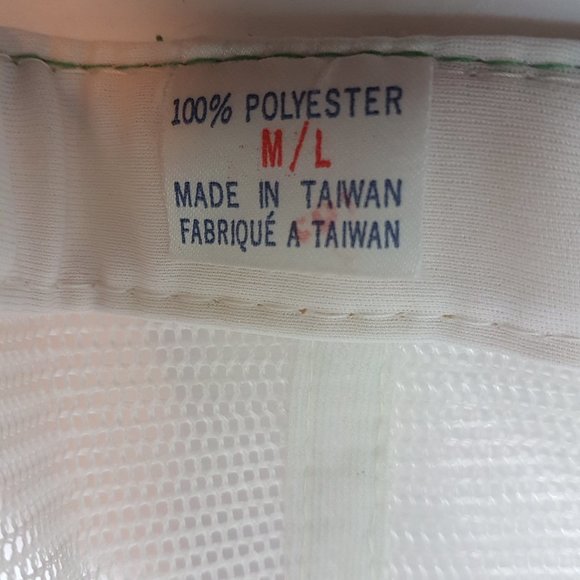 100% POLYESTER
M/L
MADE IN TAIWAN
FABRIQUÉ A TAIWAN